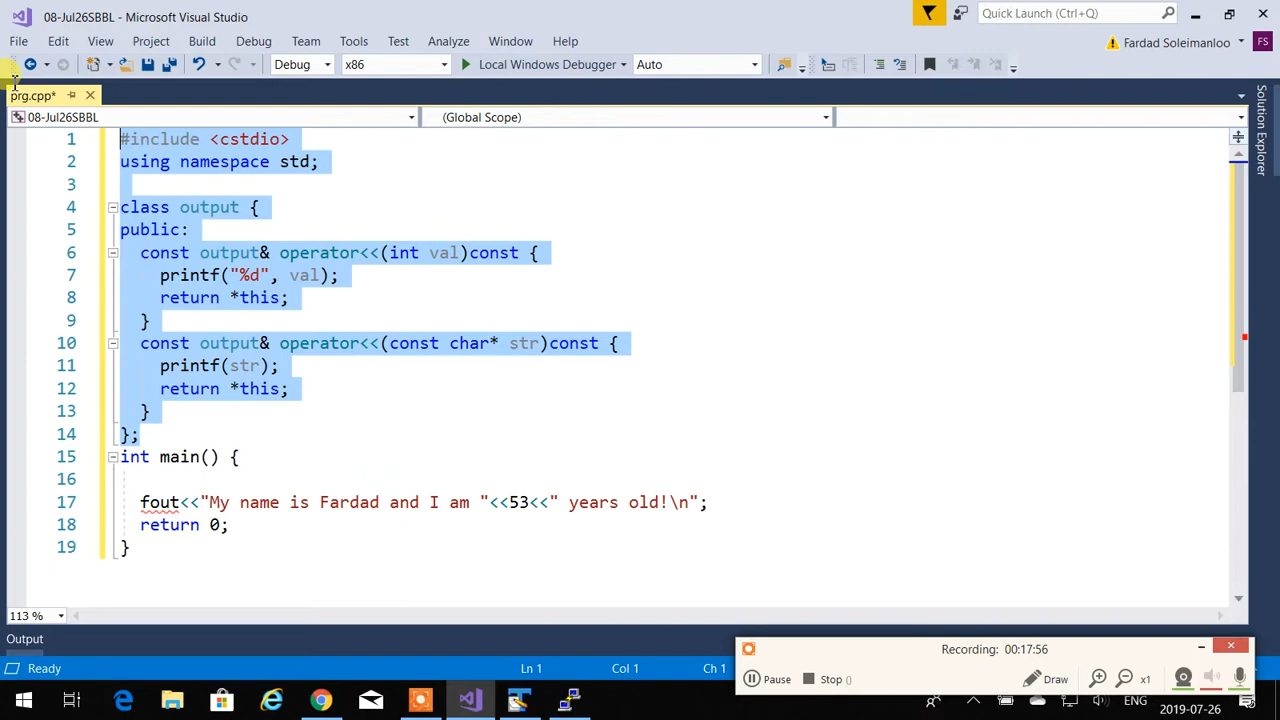 08-Jul26SBBL - Microsoft Visual Studio
Quick Launch (Ctrl+Q)
File Edit View Project Build Debug Team Tools Test Analyze Window Help
Fardad Soleimanloo FS
Debug x86 Local Windows Debugger Auto
prg.cpp*
08-Jul26SBBL (Global Scope)
Solution Explorer
1 #include <cstdio>
2 using namespace std;
3
4 class output {
5 public:
6 const output& operator<<(int val)const {
7 printf("%d", val);
8 return *this;
9 }
10 const output& operator<<(const char* str)const {
11 printf(str);
12 return *this;
13 }
14 };
15 int main() {
16
17 fout<<"My name is Fardad and I am "<<53<<" years old!\n";
18 return 0;
19 }
113 %
Output
Recording: 00:17:56
Ready Ln 1 Col 1 Ch 1
Pause Stop () Draw x1
ENG
2019-07-26